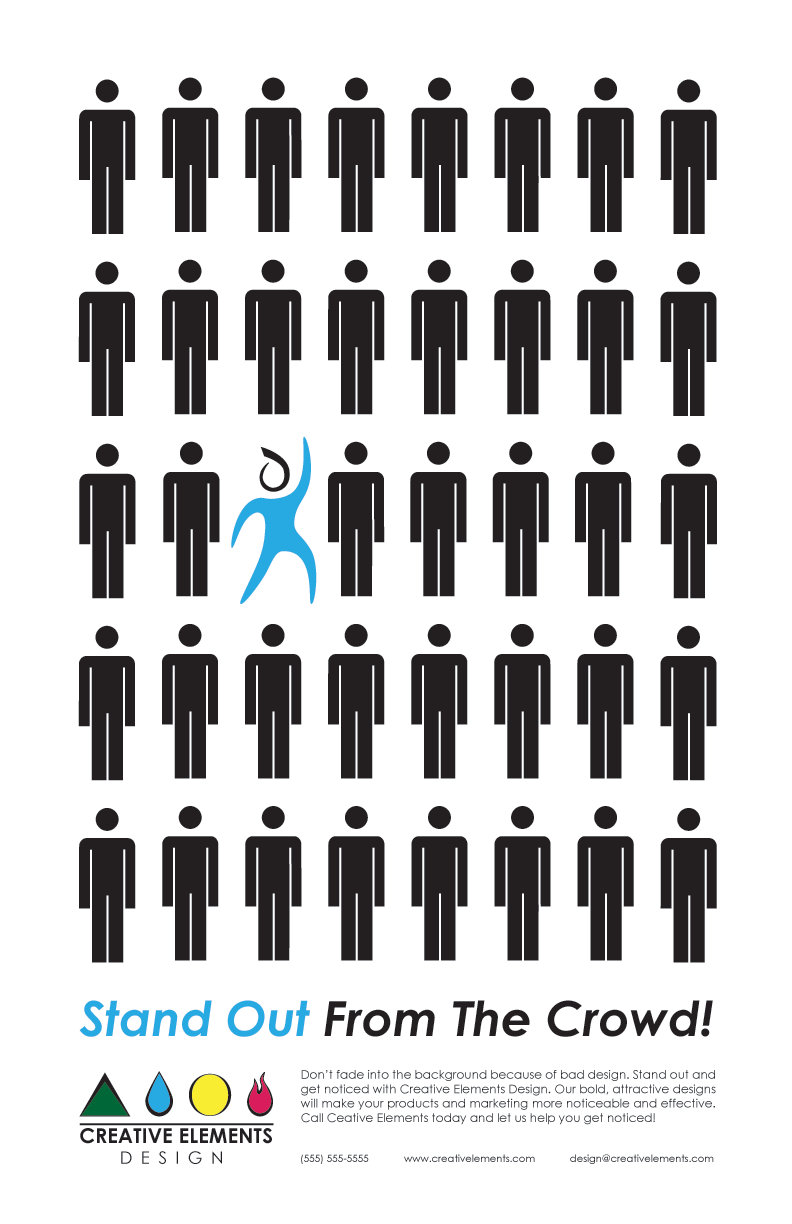 Stand Out From The Crowd!
Don't fade into the background because of bad design. Stand out and
get noticed with Creative Elements Design. Our bold, attractive designs
will make your products and marketing more noticeable and effective.
Call Ceative Elements today and let us help you get noticed!
CREATIVE ELEMENTS
DESIGN
(555) 555-5555 www.creativelements.com design@creativelements.com